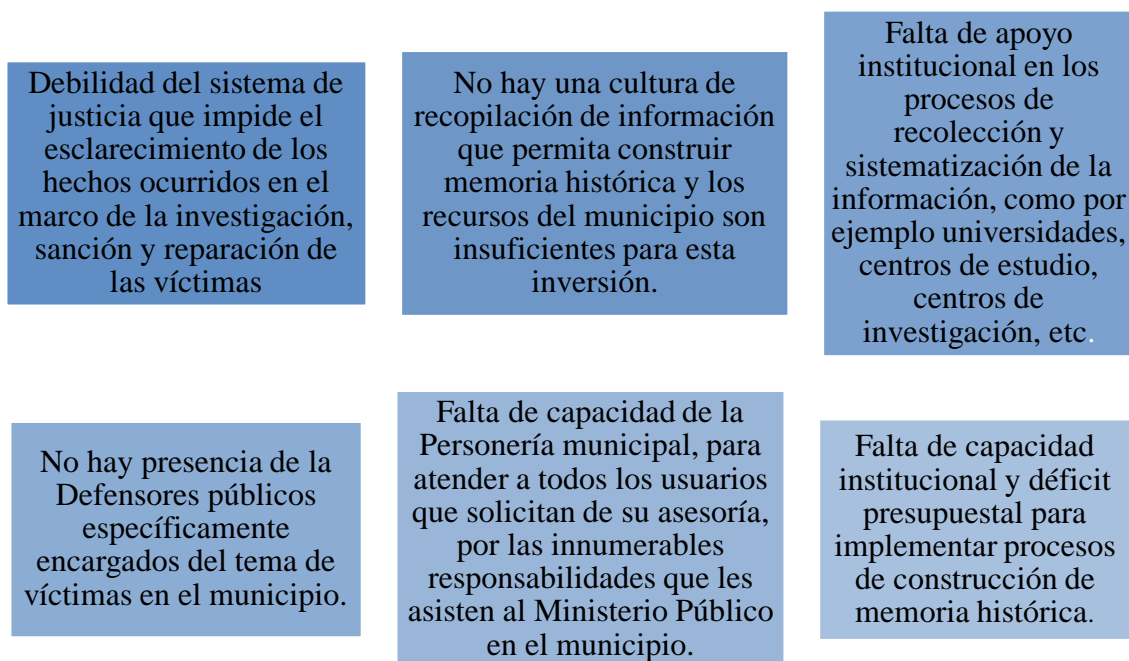 Debilidad del sistema de
justicia que impide el
esclarecimiento de los
hechos ocurridos en el
marco de la investigación,
sanción y reparación de
las víctimas
No hay una cultura de
recopilación de información
que permita construir
memoria histórica y los
recursos del municipio son
insuficientes para esta
inversión.
Falta de apoyo
institucional en los
procesos de
recolección y
sistematización de la
información, como por
ejemplo universidades,
centros de estudio,
centros de
investigación, etc.
No hay presencia de la
Defensores públicos
específicamente
encargados del tema de
víctimas en el municipio.
Falta de capacidad de la
Personería municipal, para
atender a todos los usuarios
que solicitan de su asesoría,
por las innumerables
responsabilidades que les
asisten al Ministerio Público
en el municipio.
Falta de capacidad
institucional y déficit
presupuestal para
implementar procesos
de construcción de
memoria histórica.